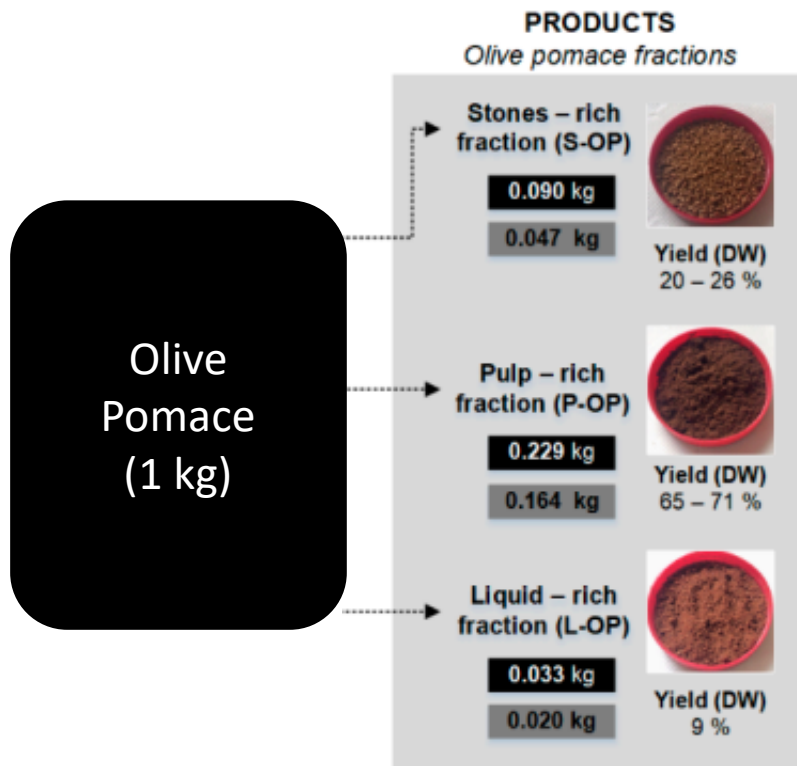 PRODUCTS
Olive pomace fractions
Olive
Pomace
(1 kg)
Stones – rich
fraction (S-OP)
0.090 kg
0.047 kg
Yield (DW)
20 – 26 %
Pulp – rich
fraction (P-OP)
0.229 kg
0.164 kg
Yield (DW)
65 – 71 %
Liquid – rich
fraction (L-OP)
0.033 kg
0.020 kg
Yield (DW)
9 %